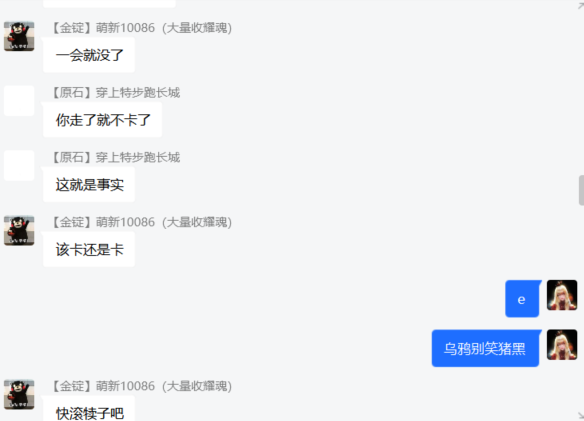 【金锭】萌新10086（大量收耀魂）
一会就没了
【原石】穿上特步跑长城
你走了就不卡了
【原石】穿上特步跑长城
这就是事实
【金锭】萌新10086（大量收耀魂）
该卡还是卡
e
乌鸦别笑猪黑
【金锭】萌新10086（大量收耀魂）
快滚犊子吧